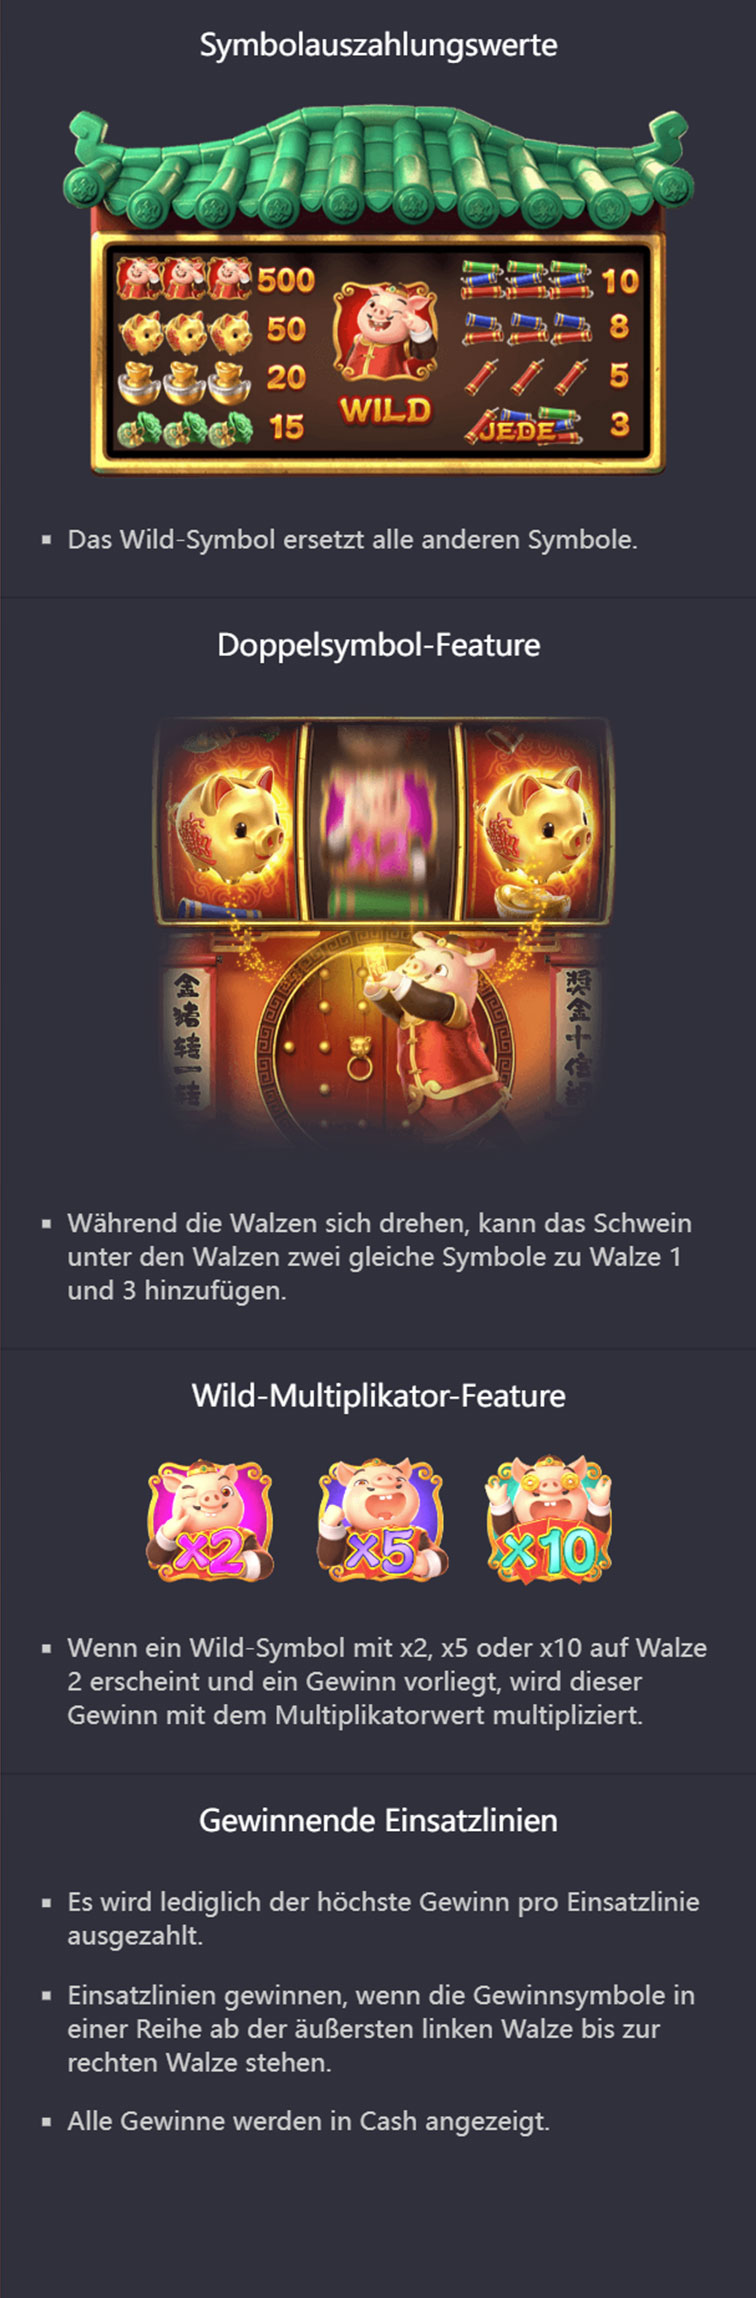 Symbolauszahlungswerte
500
50
20
15
WILD
10
8
5
JEDE 3
▪ Das Wild-Symbol ersetzt alle anderen Symbole.
Doppelsymbol-Feature
x2
金猪转一转
奖金十倍
▪ Während die Walzen sich drehen, kann das Schwein
unter den Walzen zwei gleiche Symbole zu Walze 1
und 3 hinzufügen.
Wild-Multiplikator-Feature
x2 x5 x10
▪ Wenn ein Wild-Symbol mit x2, x5 oder x10 auf Walze
2 erscheint und ein Gewinn vorliegt, wird dieser
Gewinn mit dem Multiplikatorwert multipliziert.
Gewinnende Einsatzlinien
▪ Es wird lediglich der höchste Gewinn pro Einsatzlinie
ausgezahlt.
▪ Einsatzlinien gewinnen, wenn die Gewinnsymbole in
einer Reihe ab der äußersten linken Walze bis zur
rechten Walze stehen.
▪ Alle Gewinne werden in Cash angezeigt.